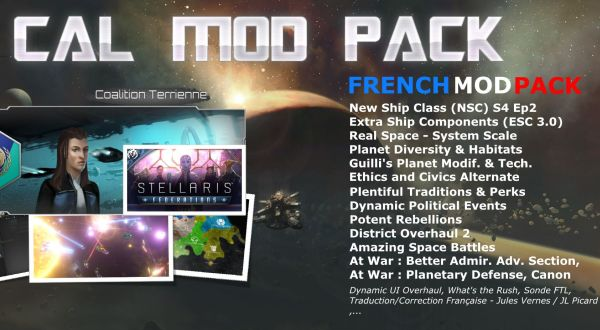 CAL MOD PACK
Coalition Terrienne
STELLARIS
FEDERATIONS
FRENCH MOD PACK
New Ship Class (NSC) S4 Ep2
Extra Ship Components (ESC 3.0)
Real Space - System Scale
Planet Diversity & Habitats
Guilli's Planet Modif. & Tech.
Ethics and Civics Alternate
Plentiful Traditions & Perks
Dynamic Political Events
Potent Rebellions
District Overhaul 2
Amazing Space Battles
At War : Better Admir. Adv. Section,
At War : Planetary Defense, Canon
Dynamic UI Overhaul, What's the Rush, Sonde FTL,
Traduction/Correction Française - Jules Vernes / JL Picard
,...